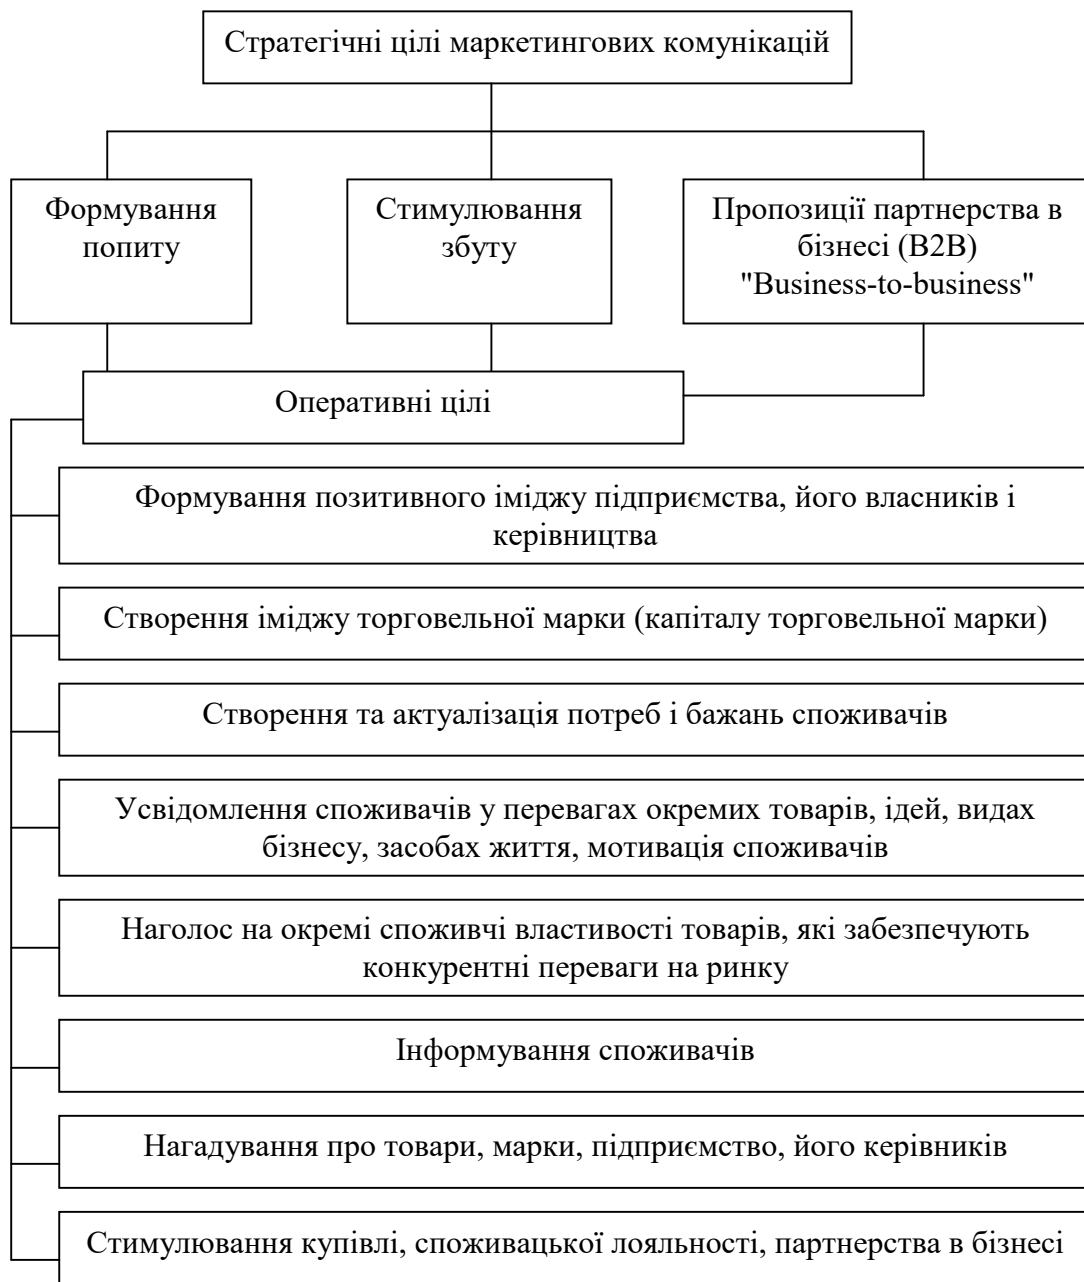 Стратегічні цілі маркетингових комунікацій
Формування
попиту
Стимулювання
збуту
Пропозиції партнерства в
бізнесі (B2B)
"Business-to-business"
Оперативні цілі
Формування позитивного іміджу підприємства, його власників і
керівництва
Створення іміджу торговельної марки (капіталу торговельної марки)
Створення та актуалізація потреб і бажань споживачів
Усвідомлення споживачів у перевагах окремих товарів, ідей, видах
бізнесу, засобах життя, мотивація споживачів
Наголос на окремі споживчі властивості товарів, які забезпечують
конкурентні переваги на ринку
Інформування споживачів
Нагадування про товари, марки, підприємство, його керівників
Стимулювання купівлі, споживацької лояльності, партнерства в бізнесі